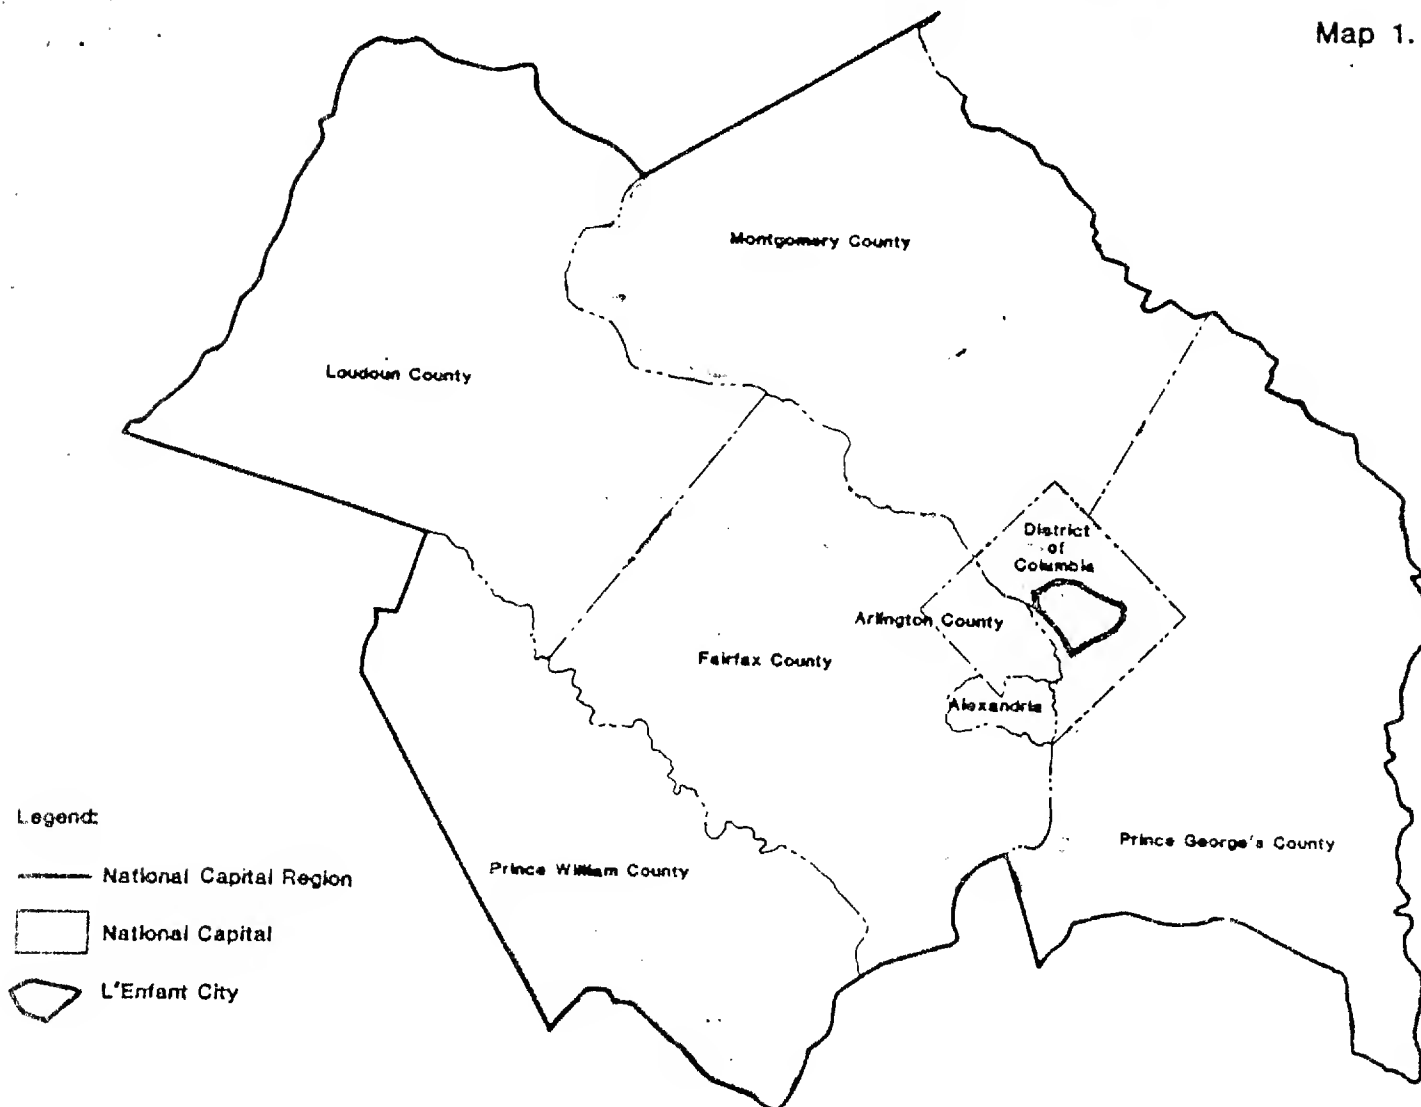 Map 1.
Montgomery County
Loudoun County
District
of
Columbia
Arlington County
Fairfax County
Alexandria
Prince George's County
Prince William County
Legend:
National Capital Region
National Capital
L'Enfant City